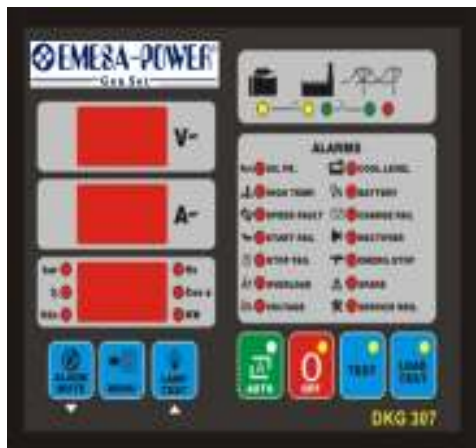 EMESA-POWER
Gen Set
V~
A~
ALARMS
OIL PR.
COOL LEVEL
HIGH TEMP.
BATTERY
SPEED FAULT
CHARGE FAIL
START FAIL
RECTIFIER
STOP FAIL
EMERG. STOP
OVERLOAD
SPARE
VOLTAGE
SERVICE REQ.
bar
Hz
KW
ALARM MUTE
MENU
LAMP TEST
AUTO
OFF
TEST
LOAD TEST
DKG 307